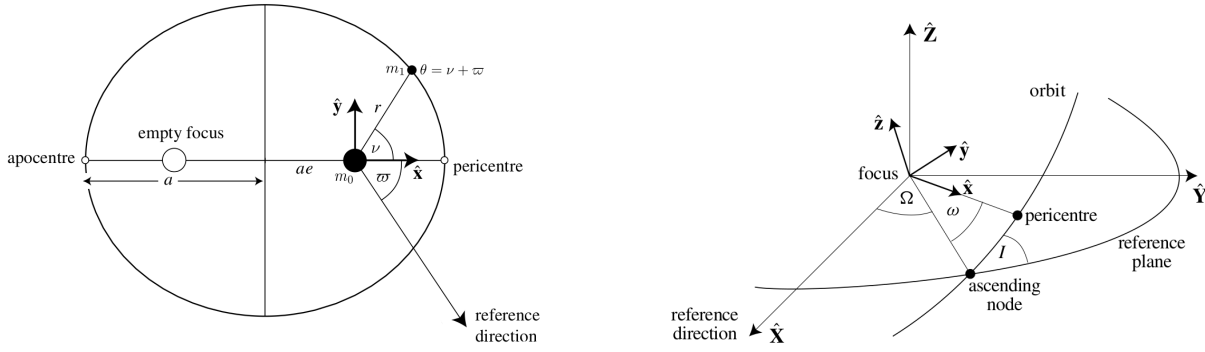 m₁ θ = ν + ϖ
ŷ
r
empty focus
ν
apocentre
pericentre
a
ae
m₀
x̂
ϖ
reference
direction
Ẑ
orbit
ẑ
ŷ
focus
x̂
Ŷ
Ω
ω
pericentre
I
reference
plane
ascending
node
reference
direction
X̂